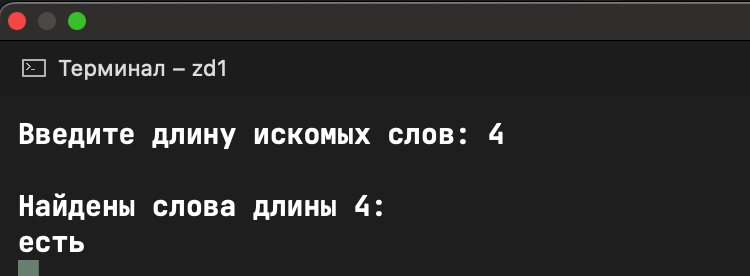 Терминал – zd1
Введите длину искомых слов: 4
Найдены слова длины 4:
есть